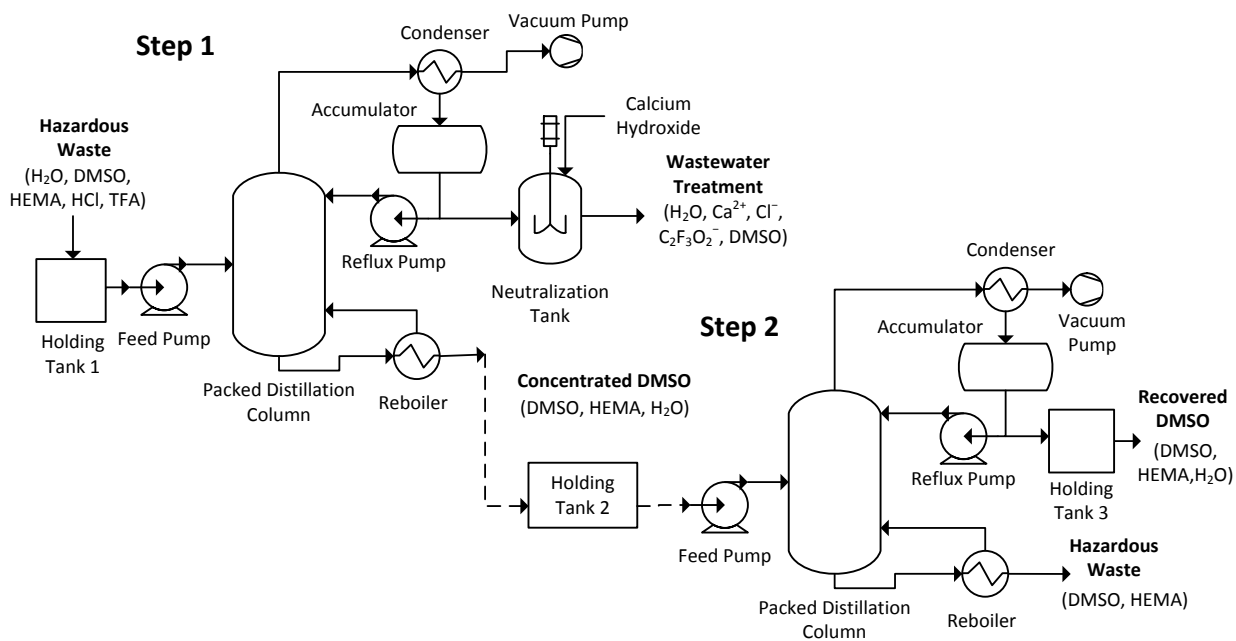 Step 1
Condenser
Vacuum Pump
Accumulator
Calcium
Hydroxide
Hazardous
Waste
(H₂O, DMSO,
HEMA, HCl, TFA)
Wastewater
Treatment
(H₂O, Ca²⁺, Cl⁻,
C₂F₃O₂⁻, DMSO)
Reflux Pump
Neutralization
Tank
Holding
Tank 1
Feed Pump
Packed Distillation
Column
Reboiler
Concentrated DMSO
(DMSO, HEMA, H₂O)
Step 2
Condenser
Accumulator
Vacuum
Pump
Recovered
DMSO
(DMSO,
HEMA,H₂O)
Reflux Pump
Holding
Tank 3
Holding
Tank 2
Feed Pump
Hazardous
Waste
(DMSO, HEMA)
Packed Distillation
Column
Reboiler